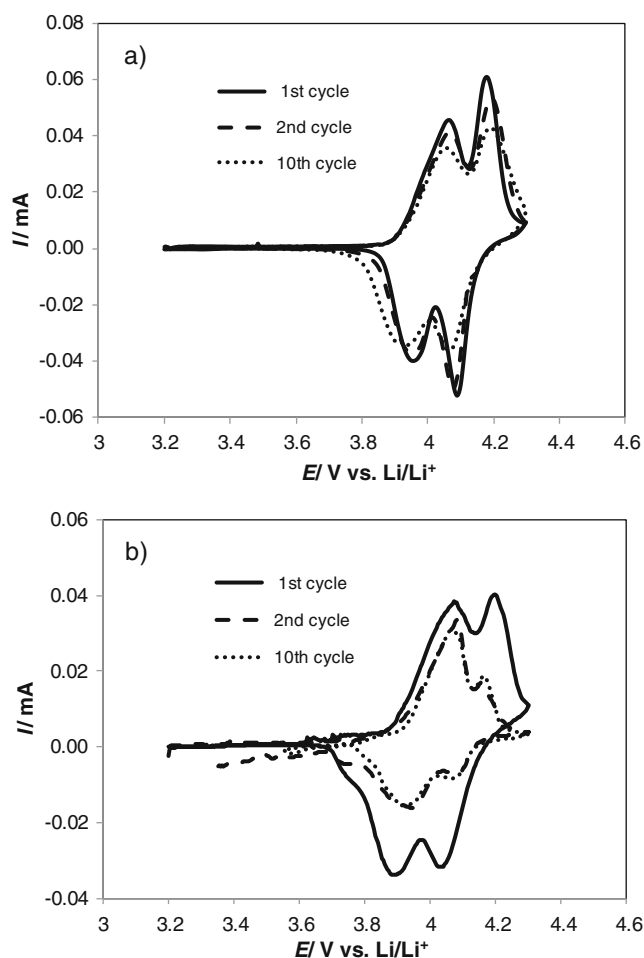 0.08
a)
0.06
1st cycle
0.04
2nd cycle
10th cycle
0.02
I/ mA
0.00
-0.02
-0.04
-0.06
3 3.2 3.4 3.6 3.8 4 4.2 4.4 4.6
E/ V vs. Li/Li⁺
0.06
b)
1st cycle
0.04
2nd cycle
10th cycle
0.02
I/ mA
0.00
-0.02
-0.04
3 3.2 3.4 3.6 3.8 4 4.2 4.4 4.6
E/ V vs. Li/Li⁺